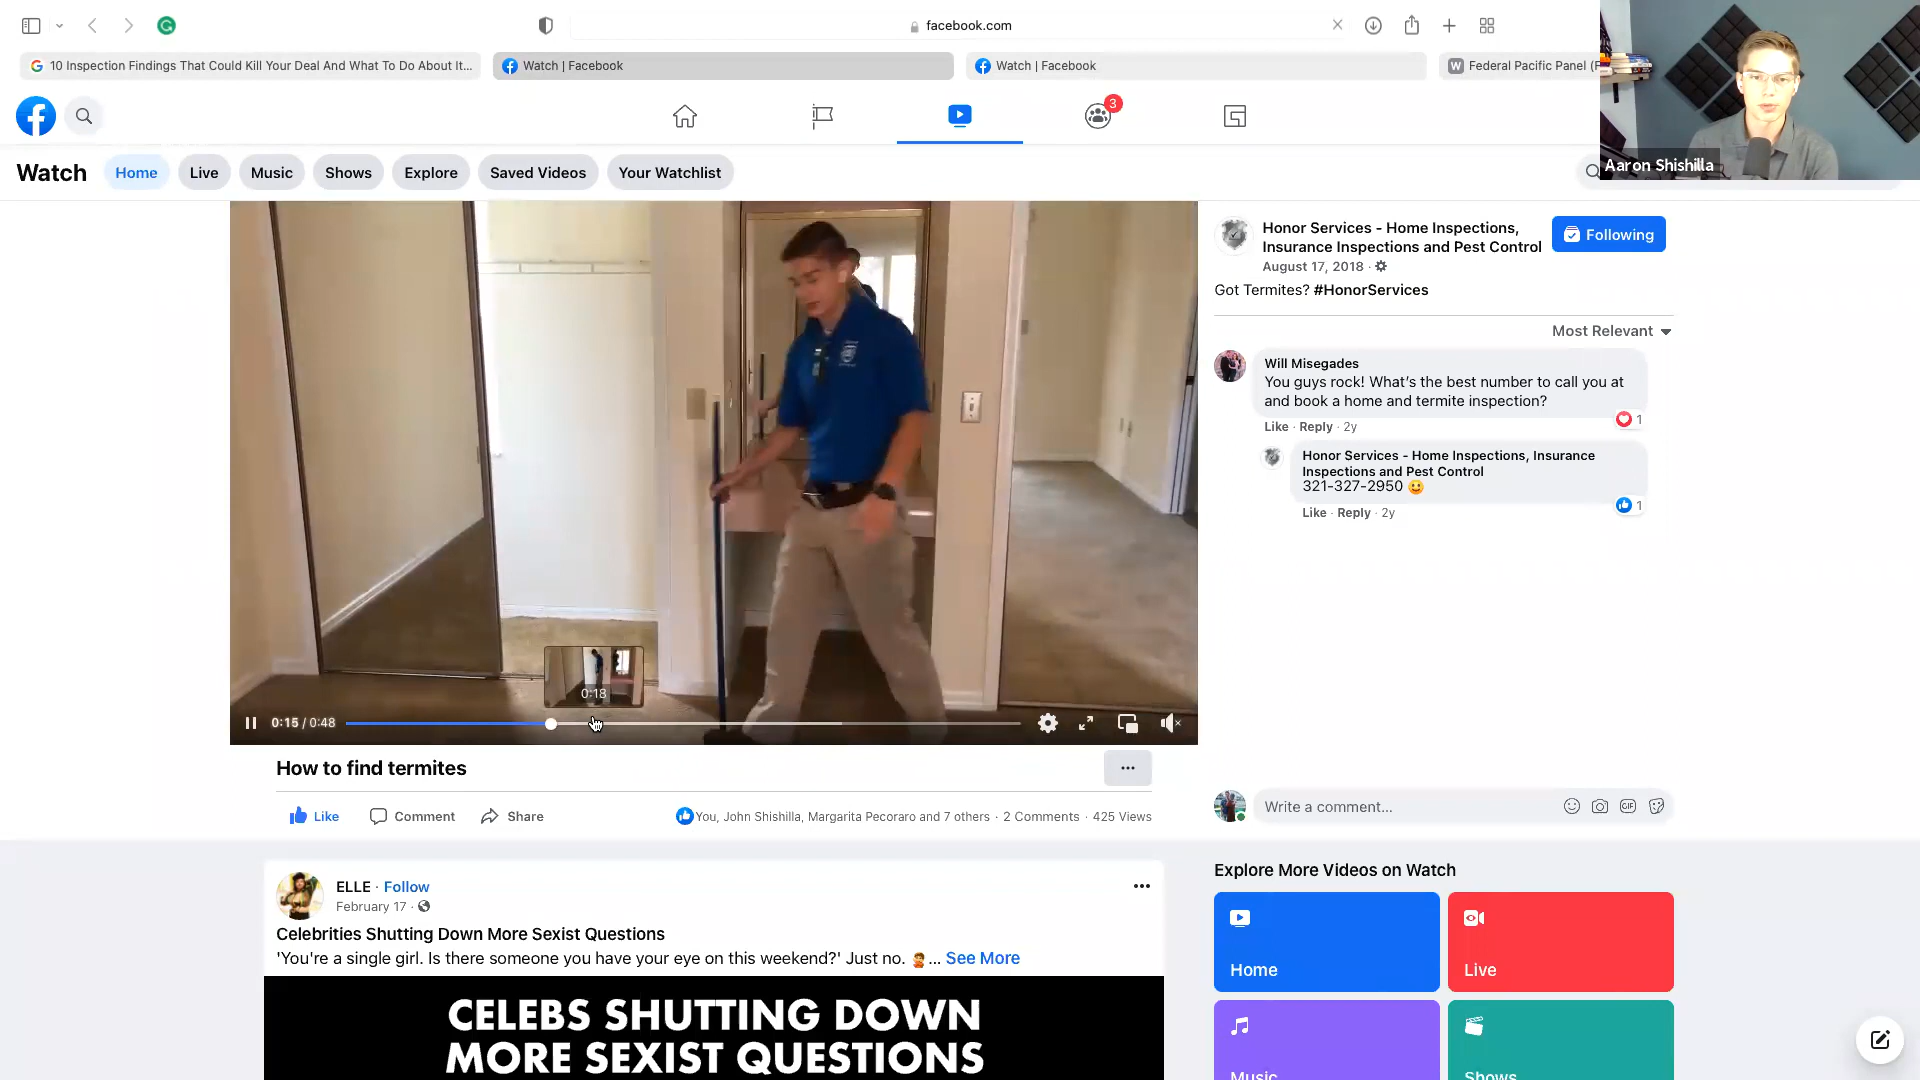 facebook.com
10 Inspection Findings That Could Kill Your Deal And What To Do About It...
Watch | Facebook
Watch | Facebook
Federal Pacific Panel (F
Aaron Shishilla
3
Watch
Home
Live
Music
Shows
Explore
Saved Videos
Your Watchlist
Honor Services - Home Inspections,
Insurance Inspections and Pest Control
August 17, 2018 ·
Following
Got Termites? #HonorServices
Most Relevant
Will Misegades
You guys rock! What's the best number to call you at
and book a home and termite inspection?
1
Like · Reply · 2y
Honor Services - Home Inspections, Insurance
Inspections and Pest Control
321-327-2950 😀
1
Like · Reply · 2y
0:18
0:15 / 0:48
How to find termites
Like
Comment
Share
You, John Shishilla, Margarita Pecoraro and 7 others · 2 Comments · 425 Views
Write a comment...
GIF
ELLE · Follow
February 17 ·
Celebrities Shutting Down More Sexist Questions
'You're a single girl. Is there someone you have your eye on this weekend?' Just no. 🤦... See More
CELEBS SHUTTING DOWN
MORE SEXIST QUESTIONS
Explore More Videos on Watch
Home
Live
Music
Shows